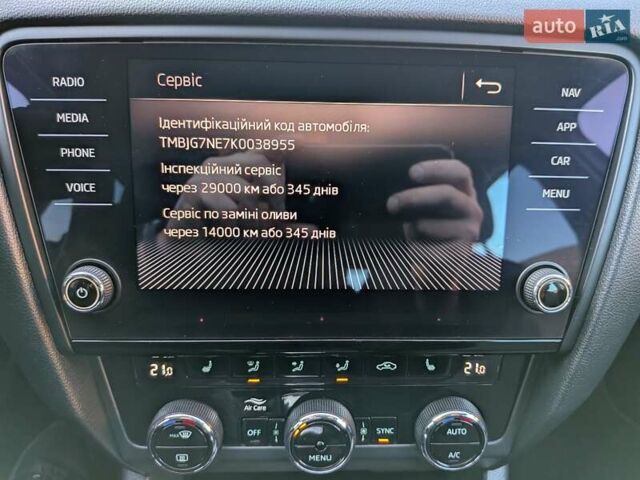 auto RIA
.com
RADIO
MEDIA
PHONE
VOICE
Сервіс
Ідентифікаційний код автомобіля:
TMBJG7NE7K0038955
Інспекційний сервіс
через 29000 км або 345 днів
Сервіс по заміні оливи
через 14000 км або 345 днів
NAV
APP
CAR
MENU
21.0
21.0
Air Care
MAX
OFF
MENU
SYNC
AUTO
A/C